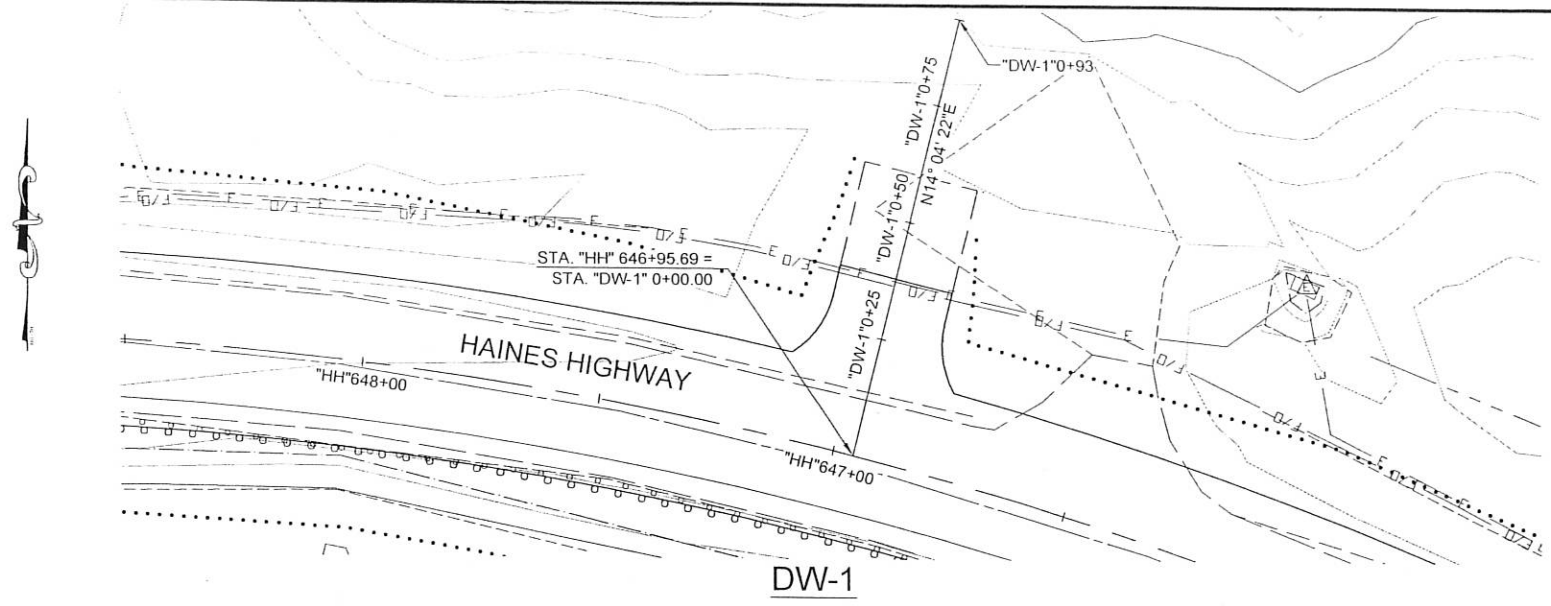 "DW-1"0+93
"DW-1"0+75
N14° 04' 22"E
"DW-1"0+50
STA. "HH" 646+95.69 =
STA. "DW-1" 0+00.00
"DW-1"0+25
HAINES HIGHWAY
"HH"648+00
"HH"647+00
DW-1